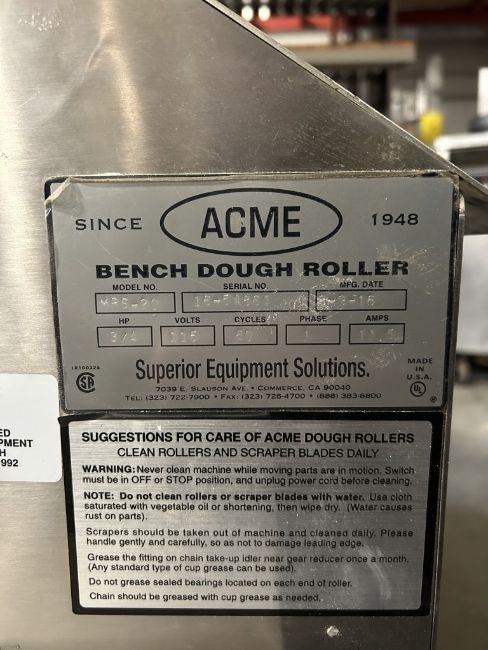 SINCE ACME 1948
BENCH DOUGH ROLLER
MODEL NO. SERIAL NO. MFG. DATE
HP VOLTS CYCLES PHASE AMPS
3/4 115 1 11.5
Superior Equipment Solutions.
MADE
IN
U.S.A.
LR100326
SA
UL
®
7039 E. SLAUSON AVE. • COMMERCE, CA 90040
TEL: (323) 722-7900 • FAX: (323) 726-4700 • (888) 383-8800
ED
PMENT
H
992
SUGGESTIONS FOR CARE OF ACME DOUGH ROLLERS
CLEAN ROLLERS AND SCRAPER BLADES DAILY
WARNING: Never clean machine while moving parts are in motion. Switch
must be in OFF or STOP position, and unplug power cord before cleaning.
NOTE: Do not clean rollers or scraper blades with water. Use cloth
saturated with vegetable oil or shortening, then wipe dry. (Water causes
rust on parts).
Scrapers should be taken out of machine and cleaned daily. Please
handle gently and carefully, so as not to damage leading edge.
Grease the fitting on chain take-up idler near gear reducer once a month.
(Any standard type of cup grease can be used).
Do not grease sealed bearings located on each end of roller.
Chain should be greased with cup grease as needed.